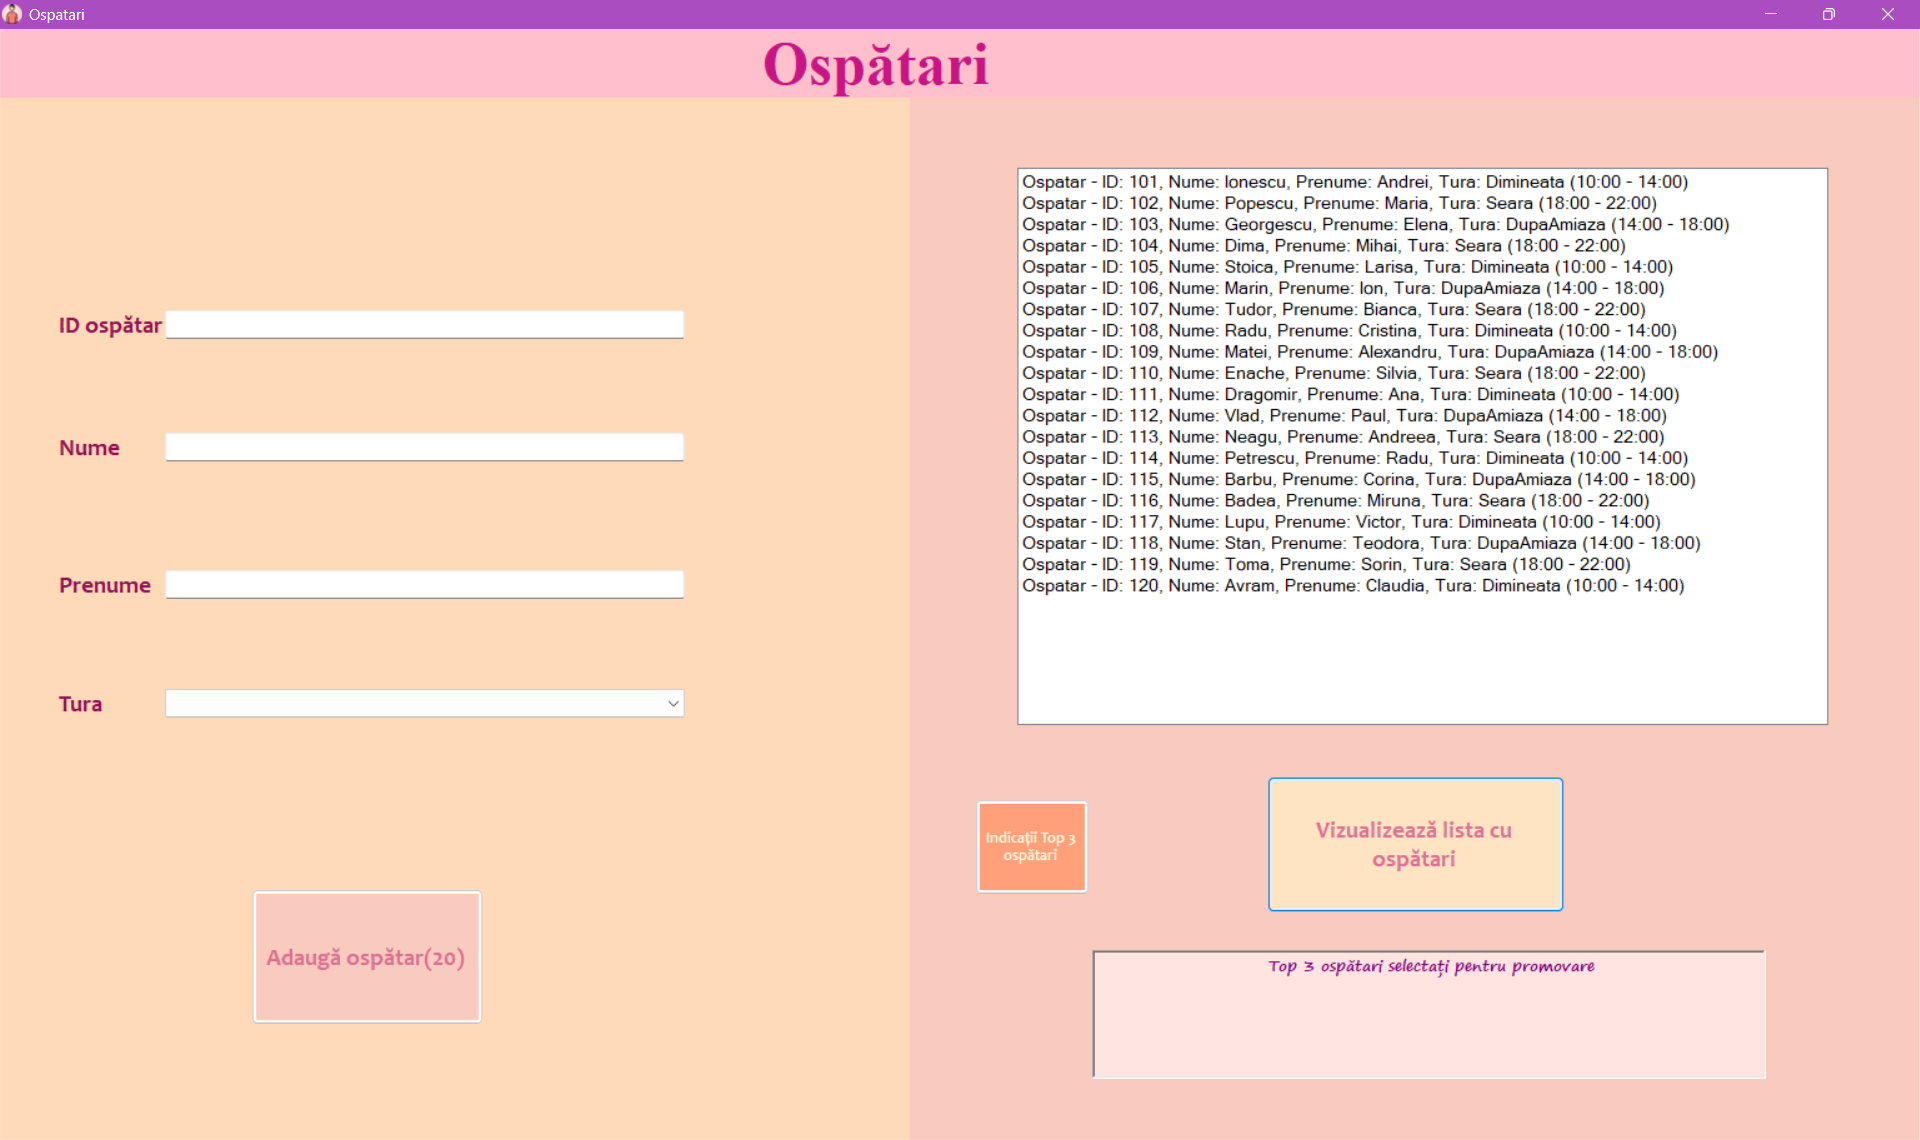 Ospatari
Ospătari
ID ospătar
Nume
Prenume
Tura
Adaugă ospătar(20)
Ospatar - ID: 101, Nume: Ionescu, Prenume: Andrei, Tura: Dimineata (10:00 - 14:00)
Ospatar - ID: 102, Nume: Popescu, Prenume: Maria, Tura: Seara (18:00 - 22:00)
Ospatar - ID: 103, Nume: Georgescu, Prenume: Elena, Tura: DupaAmiaza (14:00 - 18:00)
Ospatar - ID: 104, Nume: Dima, Prenume: Mihai, Tura: Seara (18:00 - 22:00)
Ospatar - ID: 105, Nume: Stoica, Prenume: Larisa, Tura: Dimineata (10:00 - 14:00)
Ospatar - ID: 106, Nume: Marin, Prenume: Ion, Tura: DupaAmiaza (14:00 - 18:00)
Ospatar - ID: 107, Nume: Tudor, Prenume: Bianca, Tura: Seara (18:00 - 22:00)
Ospatar - ID: 108, Nume: Radu, Prenume: Cristina, Tura: Dimineata (10:00 - 14:00)
Ospatar - ID: 109, Nume: Matei, Prenume: Alexandru, Tura: DupaAmiaza (14:00 - 18:00)
Ospatar - ID: 110, Nume: Enache, Prenume: Silvia, Tura: Seara (18:00 - 22:00)
Ospatar - ID: 111, Nume: Dragomir, Prenume: Ana, Tura: Dimineata (10:00 - 14:00)
Ospatar - ID: 112, Nume: Vlad, Prenume: Paul, Tura: DupaAmiaza (14:00 - 18:00)
Ospatar - ID: 113, Nume: Neagu, Prenume: Andreea, Tura: Seara (18:00 - 22:00)
Ospatar - ID: 114, Nume: Petrescu, Prenume: Radu, Tura: Dimineata (10:00 - 14:00)
Ospatar - ID: 115, Nume: Barbu, Prenume: Corina, Tura: DupaAmiaza (14:00 - 18:00)
Ospatar - ID: 116, Nume: Badea, Prenume: Miruna, Tura: Seara (18:00 - 22:00)
Ospatar - ID: 117, Nume: Lupu, Prenume: Victor, Tura: Dimineata (10:00 - 14:00)
Ospatar - ID: 118, Nume: Stan, Prenume: Teodora, Tura: DupaAmiaza (14:00 - 18:00)
Ospatar - ID: 119, Nume: Toma, Prenume: Sorin, Tura: Seara (18:00 - 22:00)
Ospatar - ID: 120, Nume: Avram, Prenume: Claudia, Tura: Dimineata (10:00 - 14:00)
Indicații Top 3
ospătari
Vizualizează lista cu
ospătari
Top 3 ospătari selectați pentru promovare